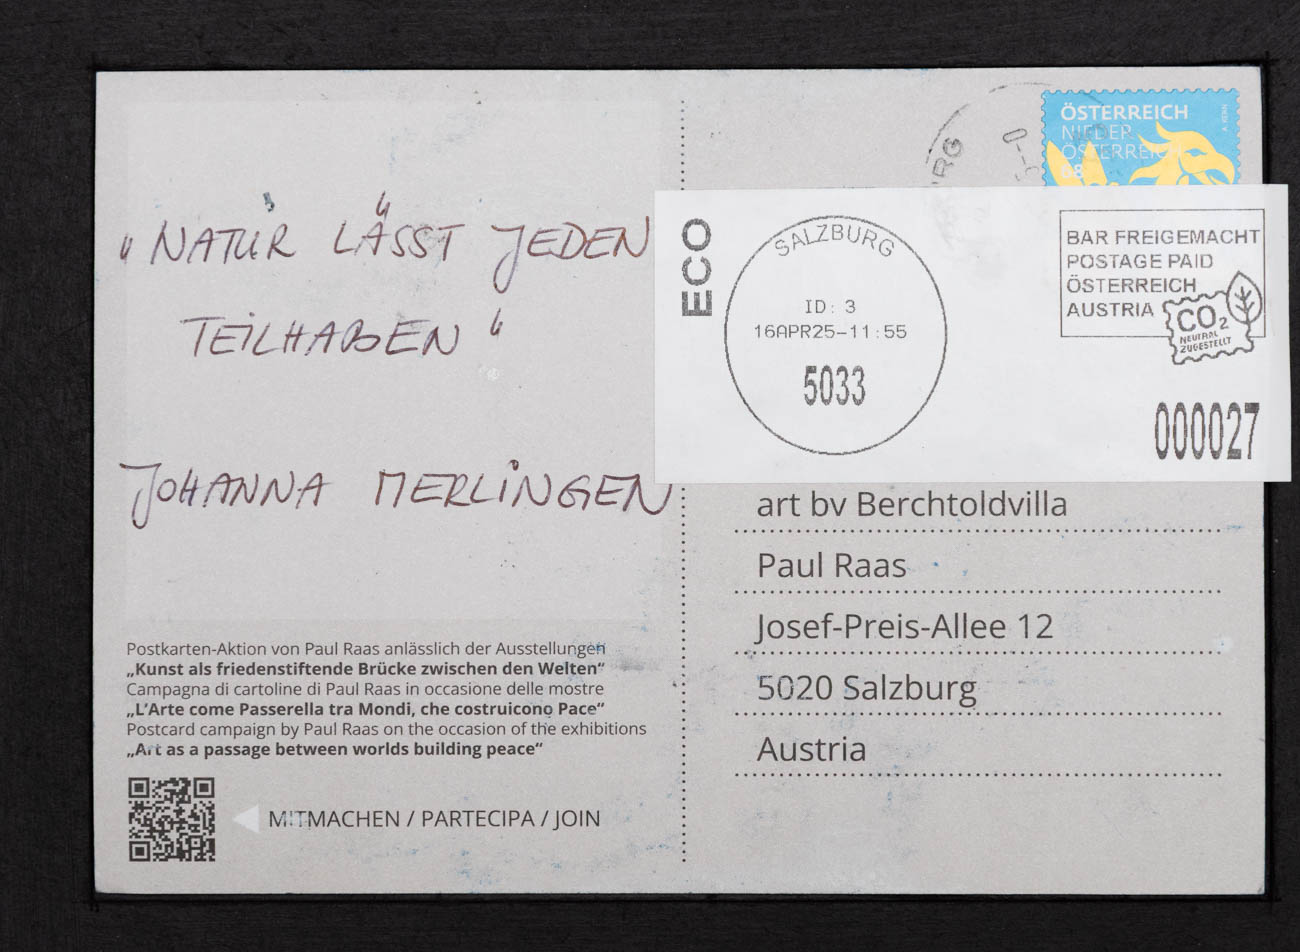 „NATUR LÄSST JEDEN
TEILHABEN“
JOHANNA MERLINGEN
Postkarten-Aktion von Paul Raas anlässlich der Ausstellungen
„Kunst als friedenstiftende Brücke zwischen den Welten“
Campagna di cartoline di Paul Raas in occasione delle mostre
„L’Arte come Passerella tra Mondi, che costruicono Pace“
Postcard campaign by Paul Raas on the occasion of the exhibitions
„Art as a passage between worlds building peace“
MITMACHEN / PARTECIPA / JOIN
ÖSTERREICH
NIEDER
ÖSTERREICH
68
ECO
SALZBURG
ID: 3
16APR25-11:55
5033
BAR FREIGEMACHT
POSTAGE PAID
ÖSTERREICH
AUSTRIA
CO2
NEUTRAL
ZUGESTELLT
000027
art bv Berchtoldvilla
Paul Raas
Josef-Preis-Allee 12
5020 Salzburg
Austria